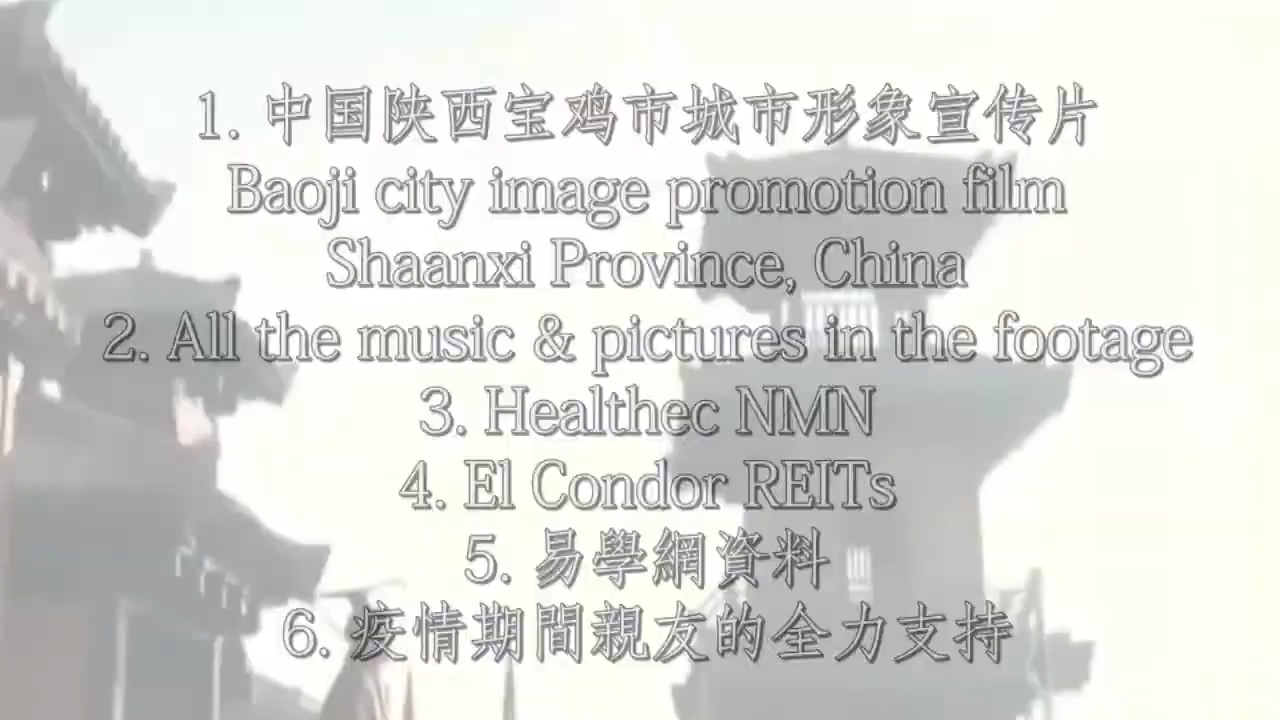 1. 中国陕西宝鸡市城市形象宣传片
Baoji city image promotion film
Shaanxi Province, China
2. All the music & pictures in the footage
3. Healthec NMN
4. El Condor REITs
5. 易學網資料
6. 疫情期間親友的全力支持